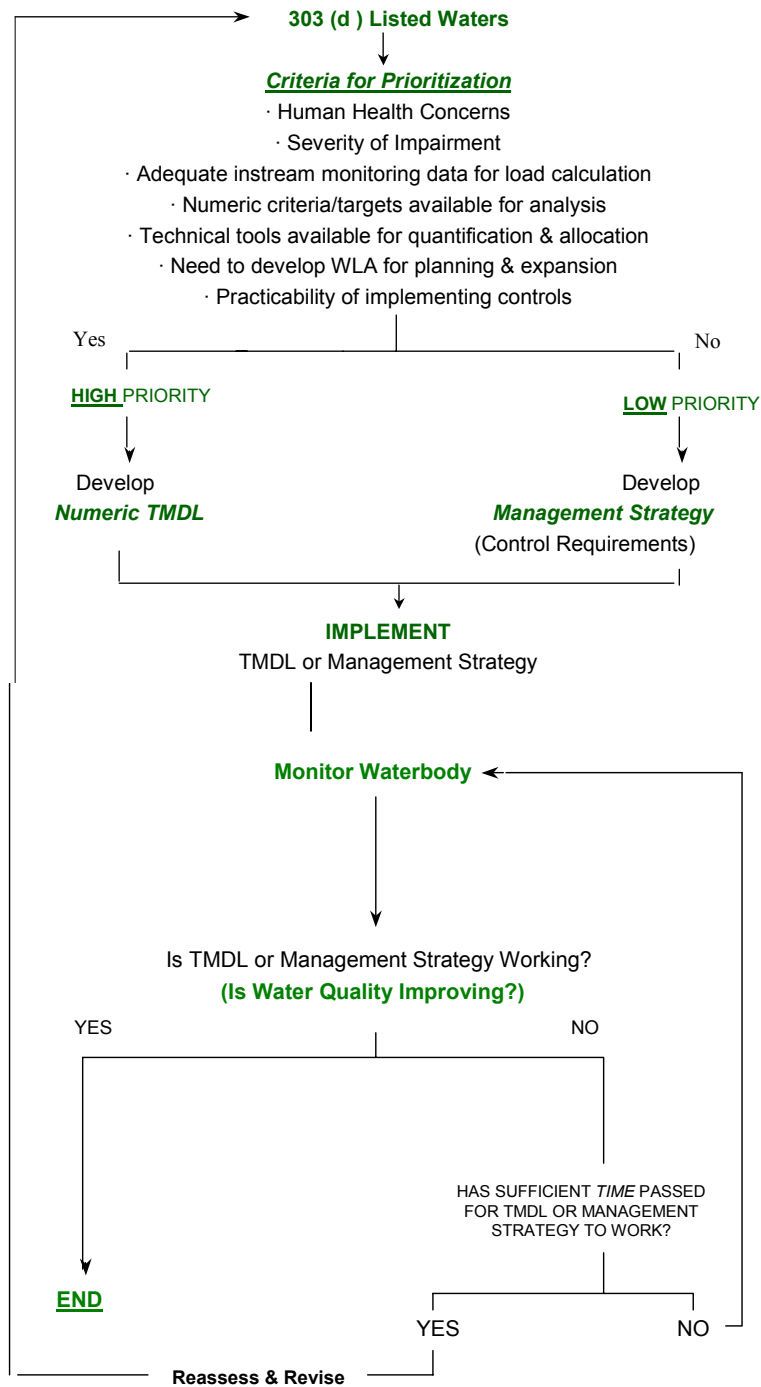 303 (d ) Listed Waters
Criteria for Prioritization
· Human Health Concerns
· Severity of Impairment
· Adequate instream monitoring data for load calculation
· Numeric criteria/targets available for analysis
· Technical tools available for quantification & allocation
· Need to develop WLA for planning & expansion
· Practicability of implementing controls
Yes
No
HIGH PRIORITY
LOW PRIORITY
Develop
Numeric TMDL
Develop
Management Strategy
(Control Requirements)
IMPLEMENT
TMDL or Management Strategy
Monitor Waterbody
Is TMDL or Management Strategy Working?
(Is Water Quality Improving?)
YES
NO
HAS SUFFICIENT TIME PASSED
FOR TMDL OR MANAGEMENT
STRATEGY TO WORK?
END
YES
NO
Reassess & Revise